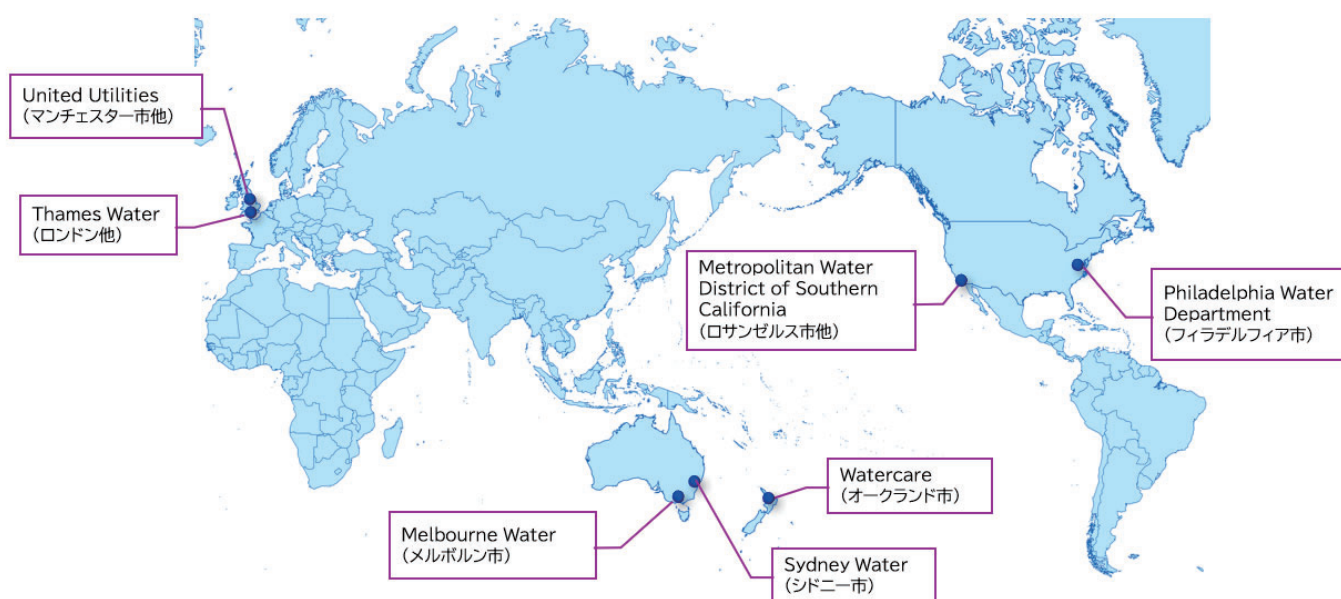 United Utilities
（マンチェスター市他）
Thames Water
（ロンドン他）
Metropolitan Water
District of Southern
California
（ロサンゼルス市他）
Philadelphia Water
Department
（フィラデルフィア市）
Watercare
（オークランド市）
Melbourne Water
（メルボルン市）
Sydney Water
（シドニー市）